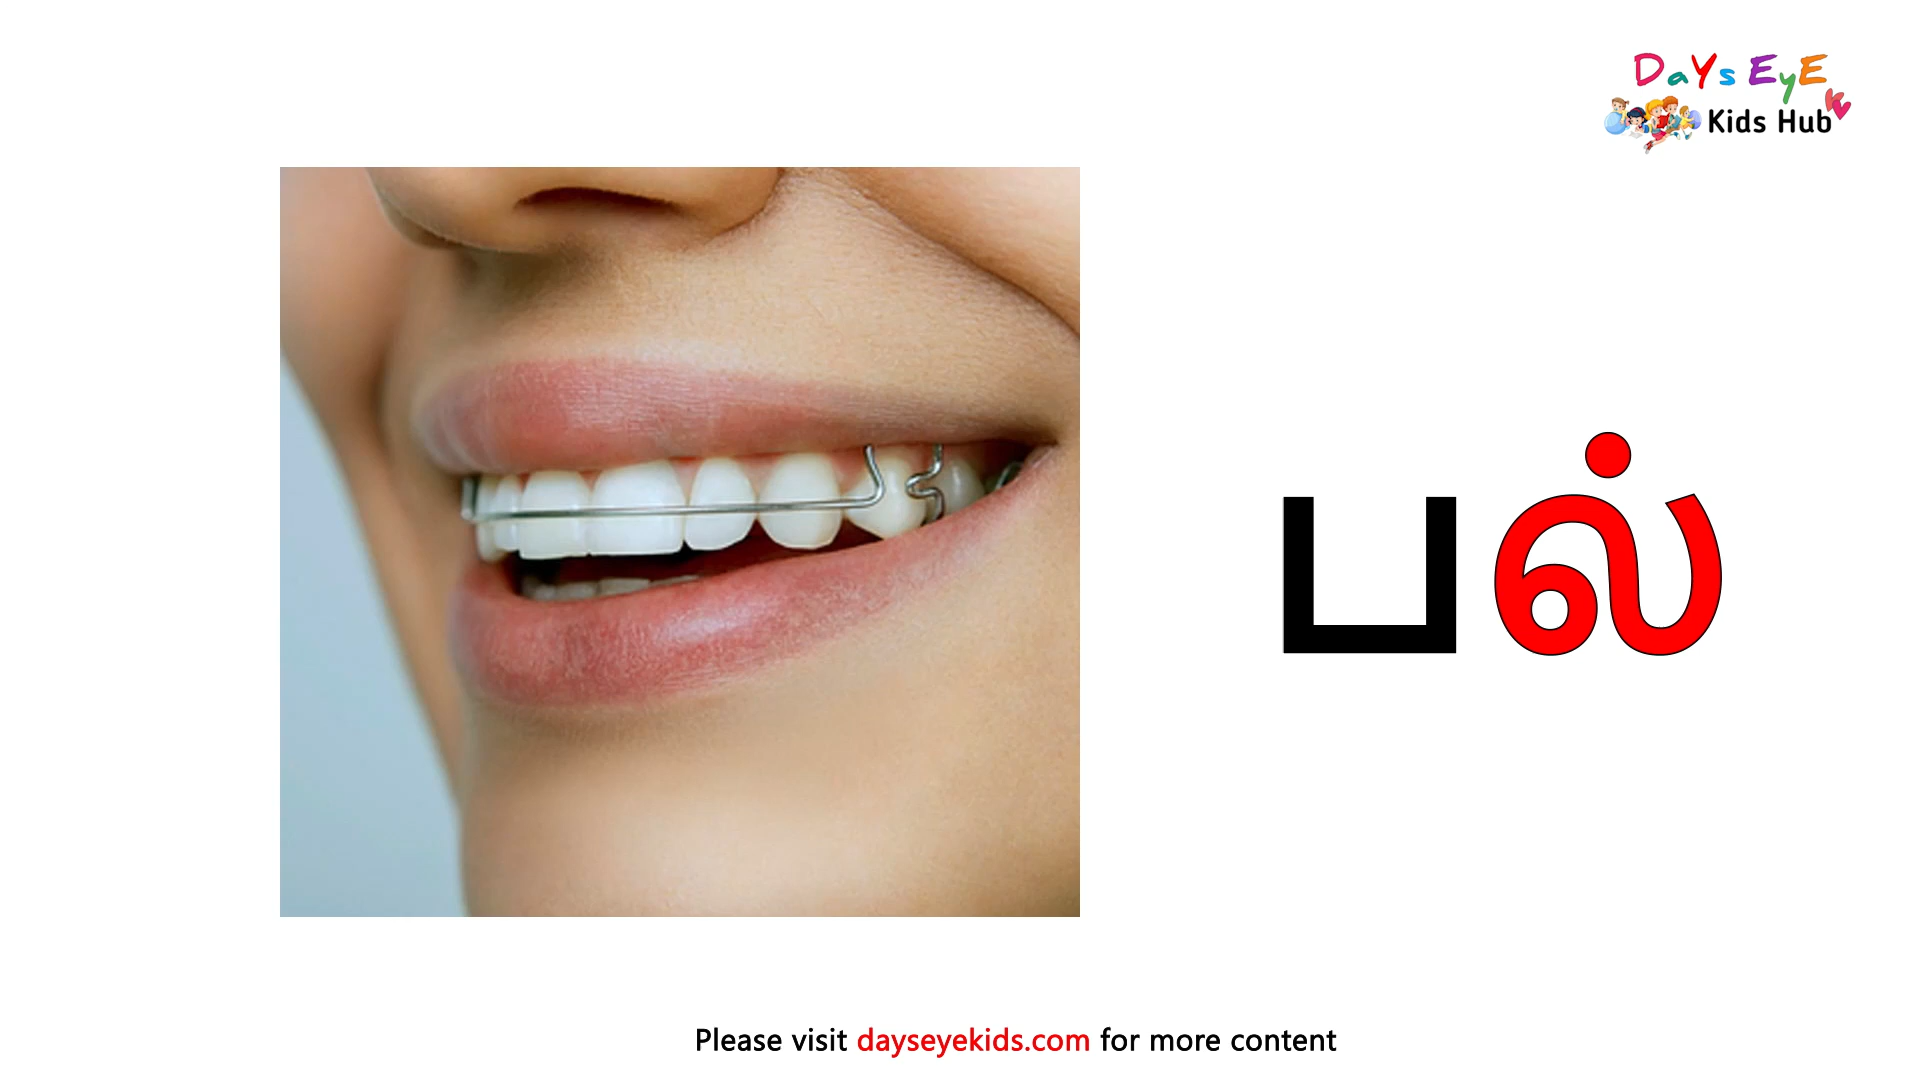 DaYs EyE
Kids Hub
பல்
Please visit dayseyekids.com for more content